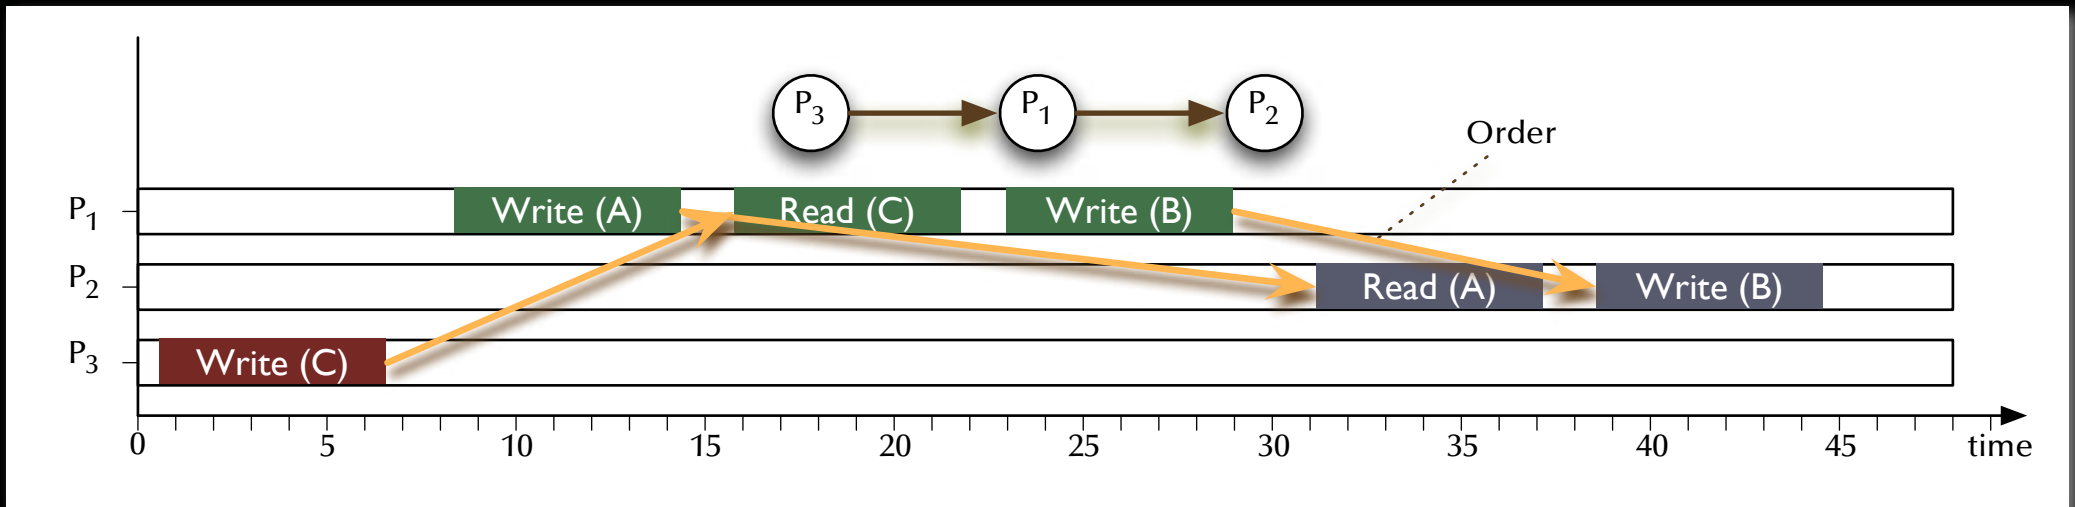 P3 P1 P2
Order
P1 Write (A) Read (C) Write (B)
P2 Read (A) Write (B)
P3 Write (C)
0 5 10 15 20 25 30 35 40 45 time